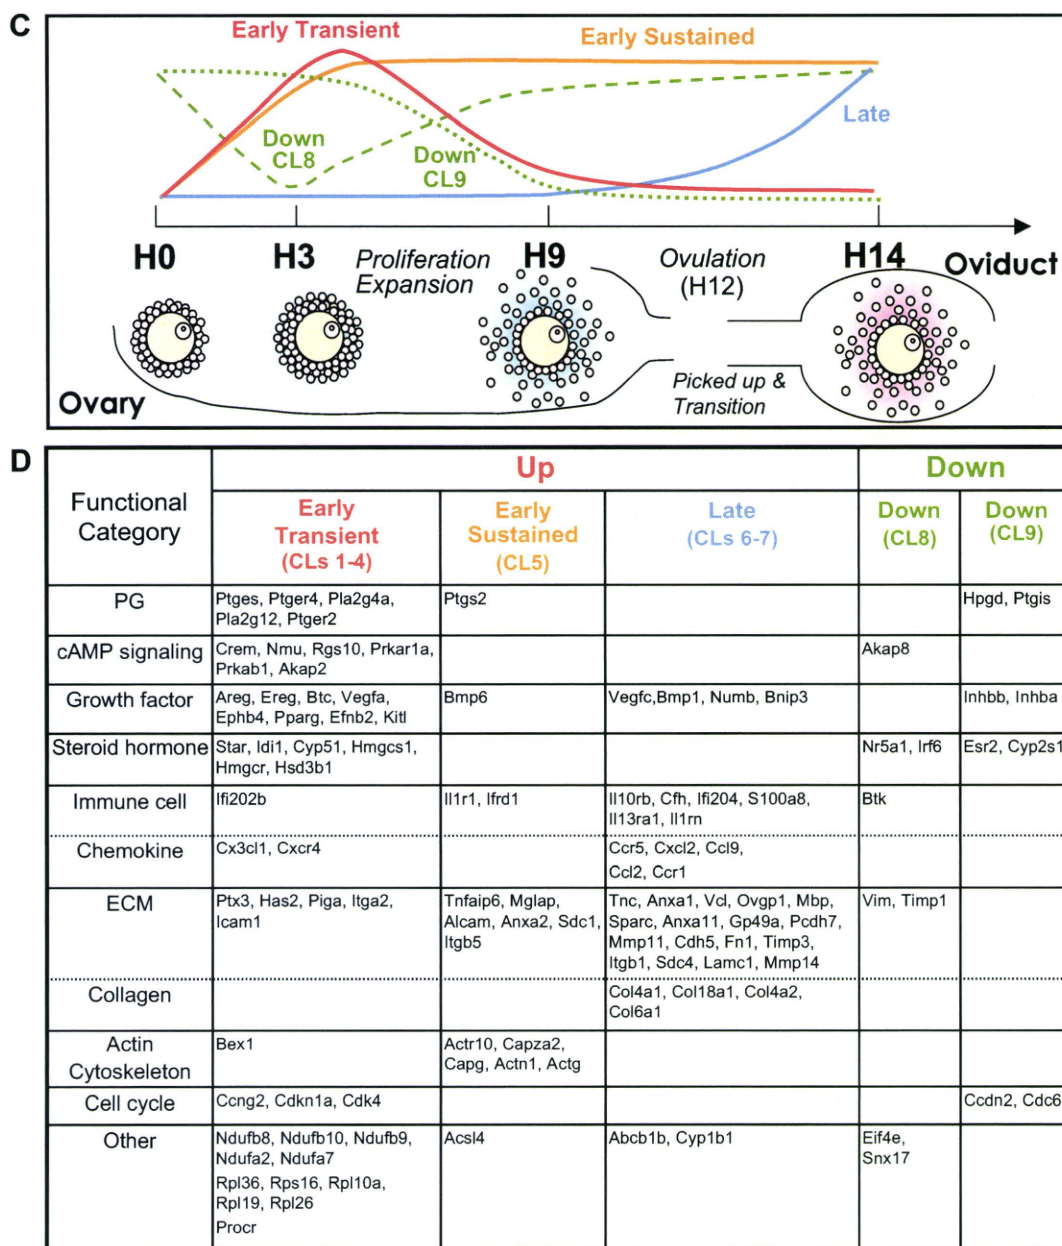 C
Early Transient
Early Sustained
Late
Down
CL8
Down
CL9
H0
H3
Proliferation
Expansion
H9
Ovulation
(H12)
H14
Oviduct
Ovary
Picked up &
Transition
D
Functional
Category
Up
Down
Early
Transient
(CLs 1-4)
Early
Sustained
(CL5)
Late
(CLs 6-7)
Down
(CL8)
Down
(CL9)
PG
Ptges, Ptger4, Pla2g4a,
Pla2g12, Ptger2
Ptgs2
Hpgd, Ptgis
cAMP signaling
Crem, Nmu, Rgs10, Prkar1a,
Prkab1, Akap2
Akap8
Growth factor
Areg, Ereg, Btc, Vegfa,
Ephb4, Pparg, Efnb2, Kitl
Bmp6
Vegfc,Bmp1, Numb, Bnip3
Inhbb, Inhba
Steroid hormone
Star, Idi1, Cyp51, Hmgcs1,
Hmgcr, Hsd3b1
Nr5a1, Irf6
Esr2, Cyp2s1
Immune cell
Ifi202b
Il1r1, Ifrd1
Il10rb, Cfh, Ifi204, S100a8,
Il13ra1, Il1rn
Btk
Chemokine
Cx3cl1, Cxcr4
Ccr5, Cxcl2, Ccl9,
Ccl2, Ccr1
ECM
Ptx3, Has2, Piga, Itga2,
Icam1
Tnfaip6, Mglap,
Alcam, Anxa2, Sdc1,
Itgb5
Tnc, Anxa1, Vcl, Ovgp1, Mbp,
Sparc, Anxa11, Gp49a, Pcdh7,
Mmp11, Cdh5, Fn1, Timp3,
Itgb1, Sdc4, Lamc1, Mmp14
Vim, Timp1
Collagen
Col4a1, Col18a1, Col4a2,
Col6a1
Actin
Cytoskeleton
Bex1
Actr10, Capza2,
Capg, Actn1, Actg
Cell cycle
Ccng2, Cdkn1a, Cdk4
Ccdn2, Cdc6
Other
Ndufb8, Ndufb10, Ndufb9,
Ndufa2, Ndufa7
Rpl36, Rps16, Rpl10a,
Rpl19, Rpl26
Procr
Acsl4
Abcb1b, Cyp1b1
Eif4e,
Snx17